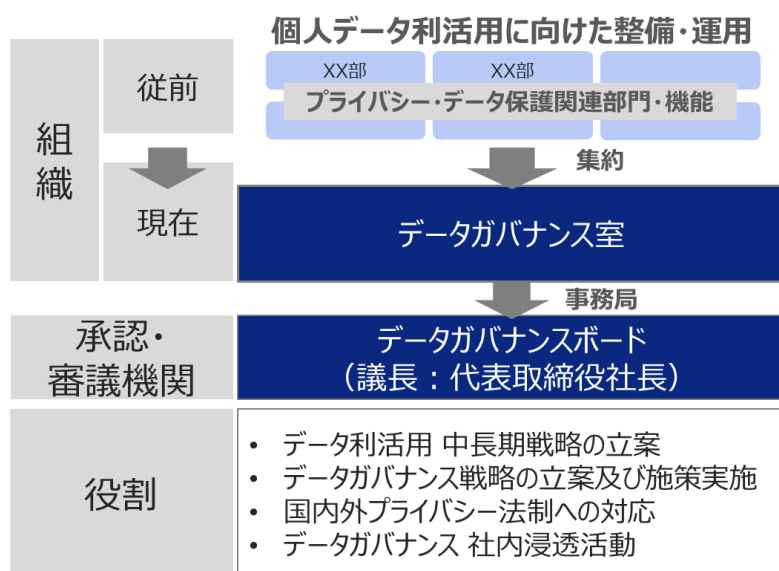 個人データ利活用に向けた整備・運用
組織
従前
XX部
XX部
プライバシー・データ保護関連部門・機能
集約
現在
データガバナンス室
事務局
承認・
審議機関
データガバナンスボード
（議長：代表取締役社長）
役割
• データ利活用 中長期戦略の立案
• データガバナンス戦略の立案及び施策実施
• 国内外プライバシー法制への対応
• データガバナンス 社内浸透活動